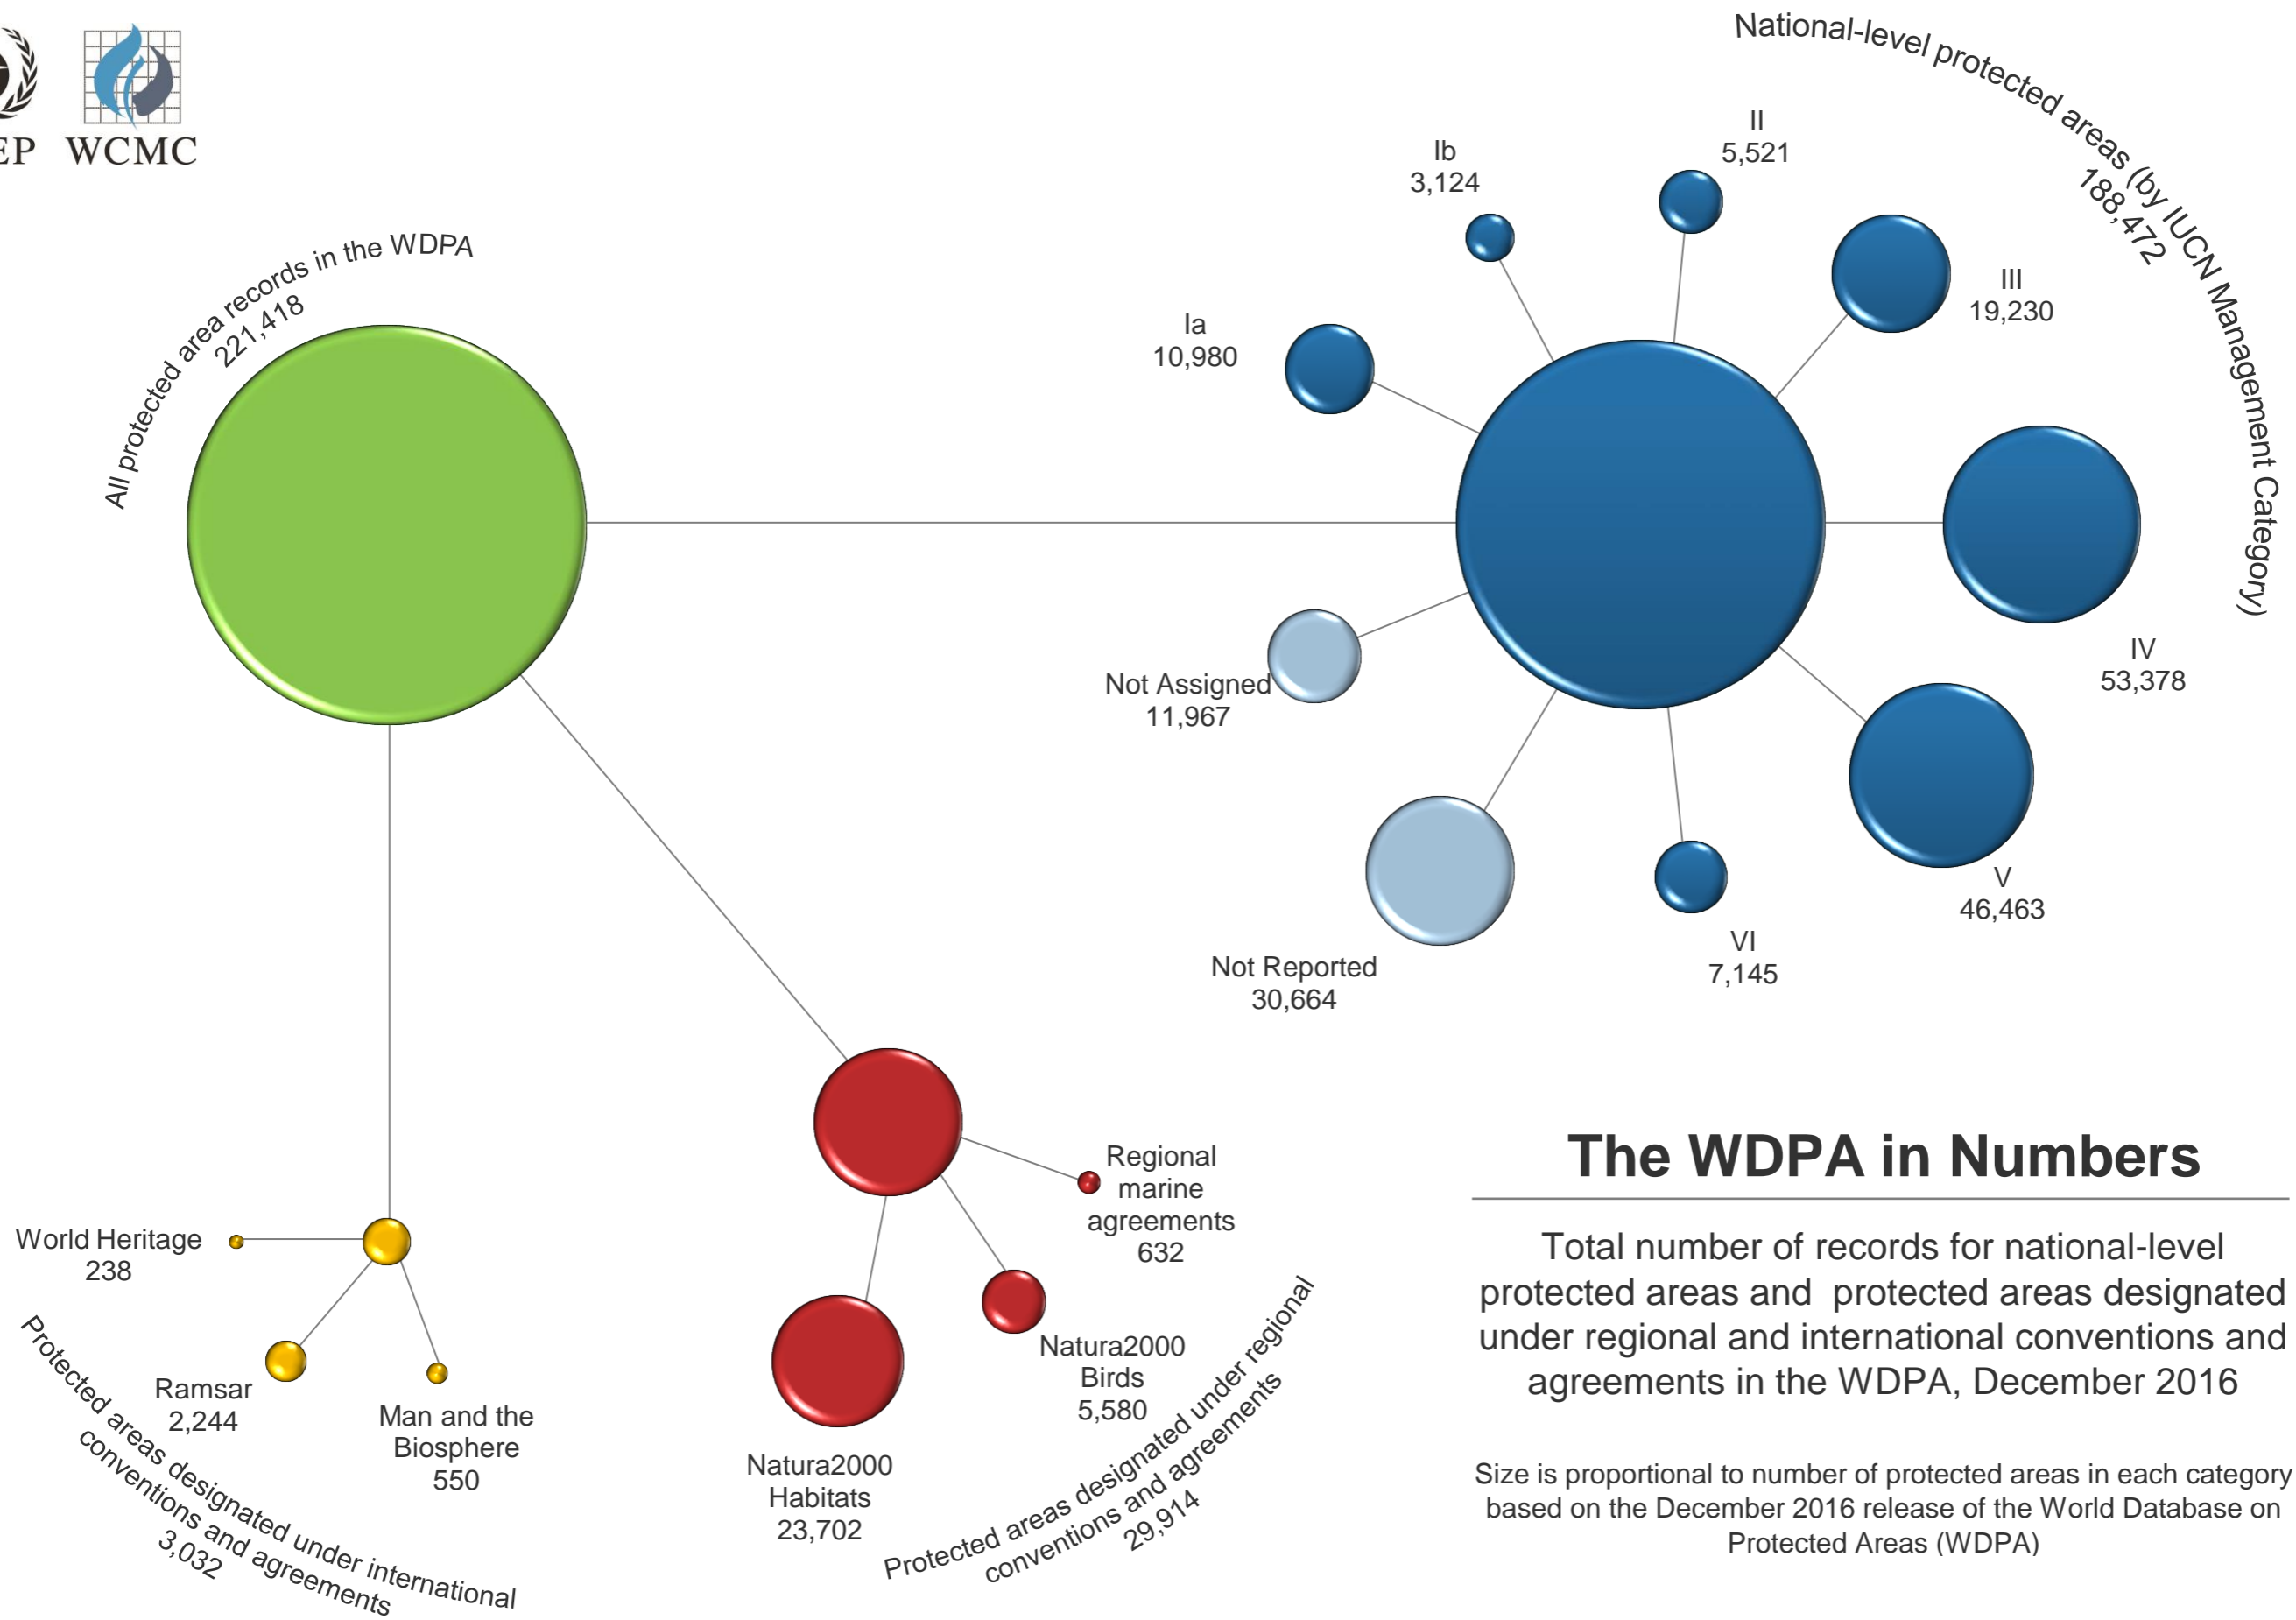 EP WCMC
All protected area records in the WDPA
221,418
National-level protected areas (by IUCN Management Category)
188,472
Ia
10,980
Ib
3,124
II
5,521
III
19,230
IV
53,378
V
46,463
VI
7,145
Not Reported
30,664
Not Assigned
11,967
World Heritage
238
Ramsar
2,244
Man and the
Biosphere
550
Protected areas designated under international
conventions and agreements
3,032
Regional
marine
agreements
632
Natura2000
Birds
5,580
Natura2000
Habitats
23,702
Protected areas designated under regional
conventions and agreements
29,914
The WDPA in Numbers
Total number of records for national-level
protected areas and protected areas designated
under regional and international conventions and
agreements in the WDPA, December 2016
Size is proportional to number of protected areas in each category
based on the December 2016 release of the World Database on
Protected Areas (WDPA)